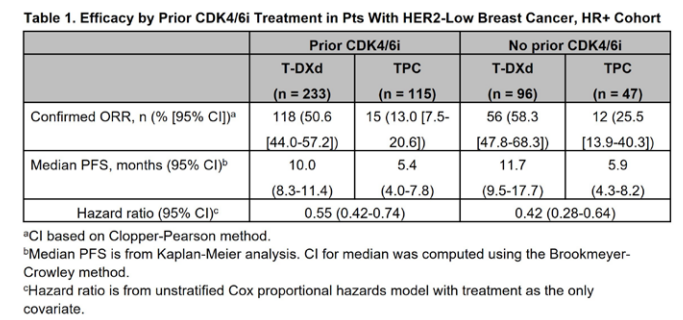 Table 1. Efficacy by Prior CDK4/6i Treatment in Pts With HER2-Low Breast Cancer, HR+ Cohort
Prior CDK4/6i No prior CDK4/6i
T-DXd TPC T-DXd TPC
(n = 233) (n = 115) (n = 96) (n = 47)
Confirmed ORR, n (% [95% CI])ᵃ 118 (50.6 15 (13.0 [7.5- 56 (58.3 12 (25.5
[44.0-57.2]) 20.6]) [47.8-68.3]) [13.9-40.3])
Median PFS, months (95% CI)ᵇ 10.0 5.4 11.7 5.9
(8.3-11.4) (4.0-7.8) (9.5-17.7) (4.3-8.2)
Hazard ratio (95% CI)ᶜ 0.55 (0.42-0.74) 0.42 (0.28-0.64)
ᵃCI based on Clopper-Pearson method.
ᵇMedian PFS is from Kaplan-Meier analysis. CI for median was computed using the Brookmeyer-
Crowley method.
ᶜHazard ratio is from unstratified Cox proportional hazards model with treatment as the only
covariate.